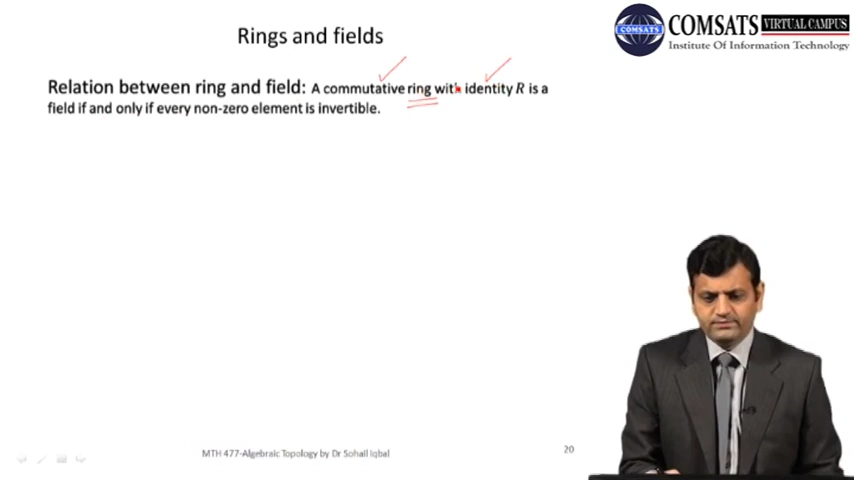 Rings and fields
COMSATS VIRTUAL CAMPUS
Institute Of Information Technology
Relation between ring and field: A commutative ring with identity R is a
field if and only if every non-zero element is invertible.
MTH 477-Algebraic Topology by Dr Sohail Iqbal
20